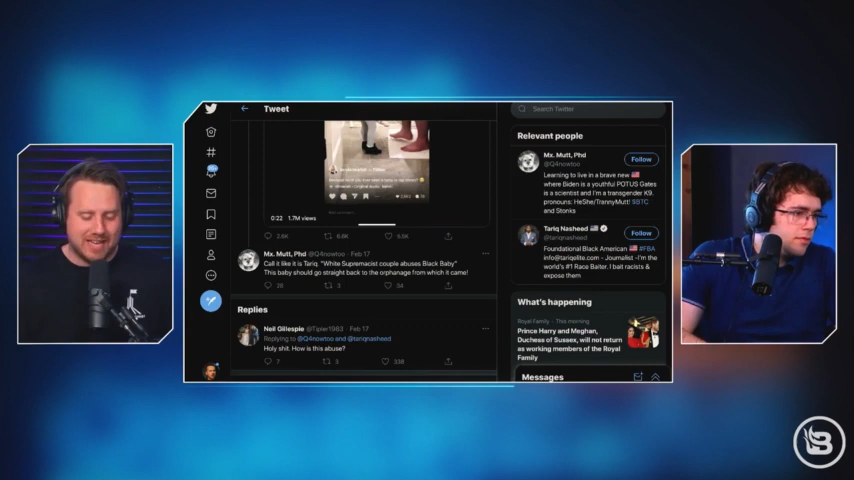 Tweet
0:22 1.7M views
2.6K
5.5K
Mx. Mutt, Phd @Q4nowtoo · Feb 17
Call it like it is Tariq. "White Supremacist couple abuses Black Baby"
This baby should go straight back to the orphanage from which it came!
3
Replies
Neil Gillespie @Tipier1963 · Feb 17
Replying to @Q4nowtoo and @tariqnasheed
Holy shit. How is this abuse?
7
3
338
Search Twitter
Relevant people
Mx. Mutt, Phd
@Q4nowtoo
Follow
Learning to live in a brave new
where Biden is a youthful POTUS Gates
is a scientist and I'm a transgender K9.
pronouns: HeShe/TrannyMutt! $BTC
and Stonks
Tariq Nasheed
@tariqnasheed
Follow
Foundational Black American #FBA
info@tariqelite.com - Journalist -I'm the
world's #1 Race Baiter. I bait racists &
expose them
What's happening
Royal Family · This morning
Prince Harry and Meghan,
Duchess of Sussex, will not return
as working members of the Royal
Family
Messages
B